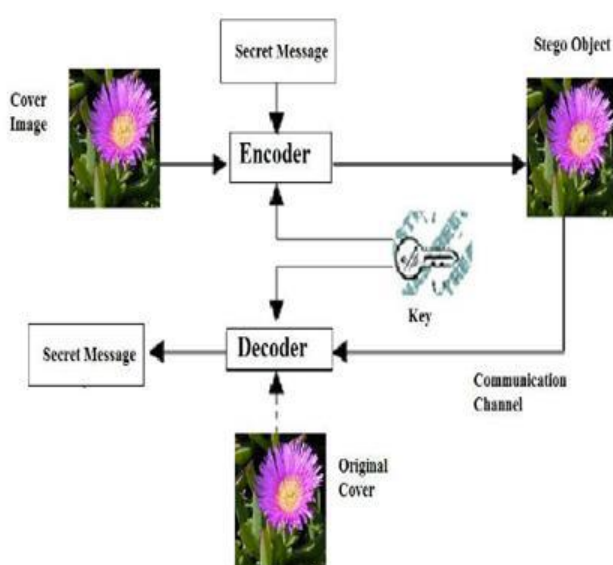 Secret Message
Stego Object
Cover
Image
Encoder
Key
Secret Message
Decoder
Communication
Channel
Original
Cover